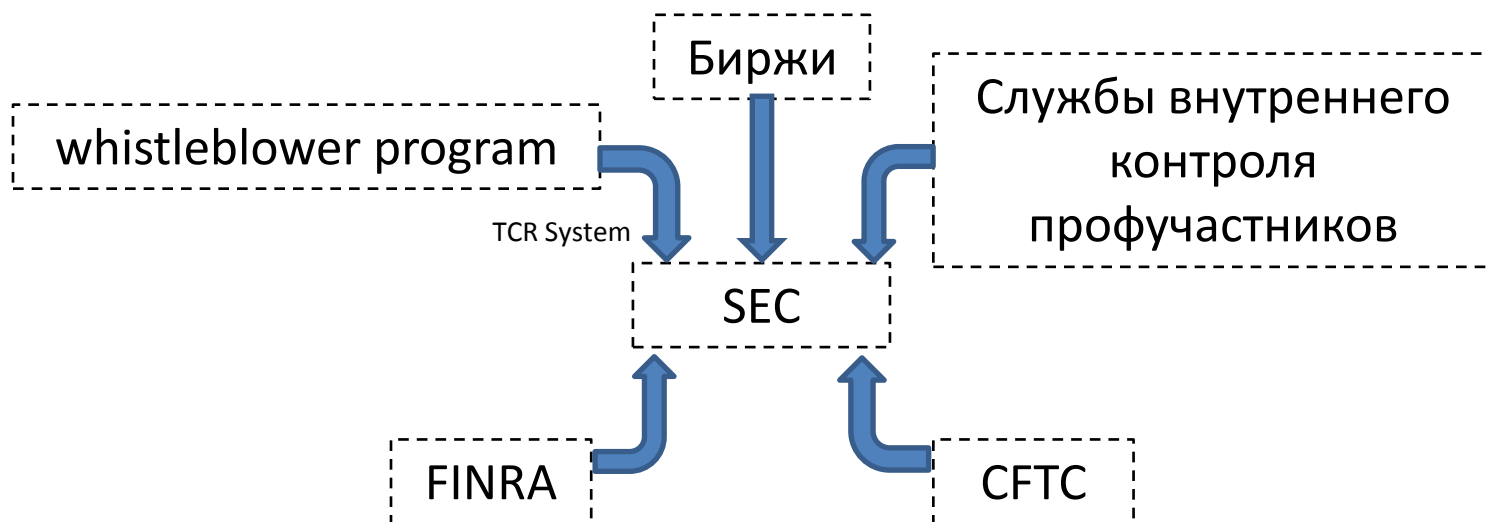 Биржи
whistleblower program
Службы внутреннего
контроля
профучастников
TCR System
SEC
FINRA
CFTC